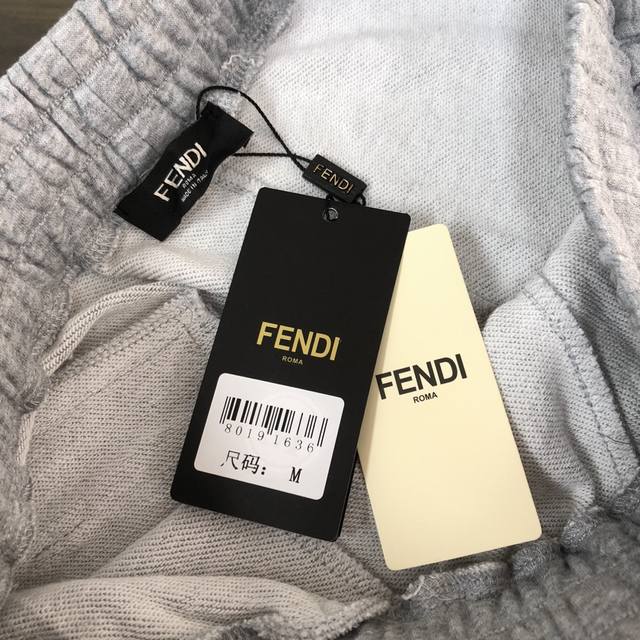 FENDI
ROMA
MADE IN ITALY
FENDI
FENDI
ROMA
80191636
尺码: M
FENDI
ROMA